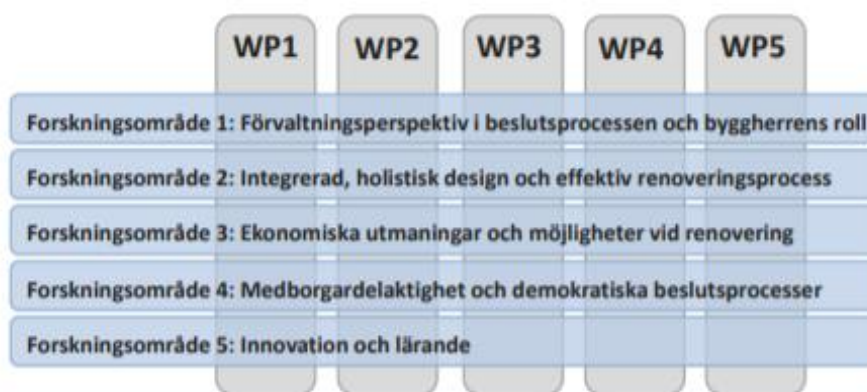 WP1 WP2 WP3 WP4 WP5
Forskningsområde 1: Förvaltningsperspektiv i beslutsprocessen och byggherrens roll
Forskningsområde 2: Integrerad, holistisk design och effektiv renoveringsprocess
Forskningsområde 3: Ekonomiska utmaningar och möjligheter vid renovering
Forskningsområde 4: Medborgardelaktighet och demokratiska beslutsprocesser
Forskningsområde 5: Innovation och lärande